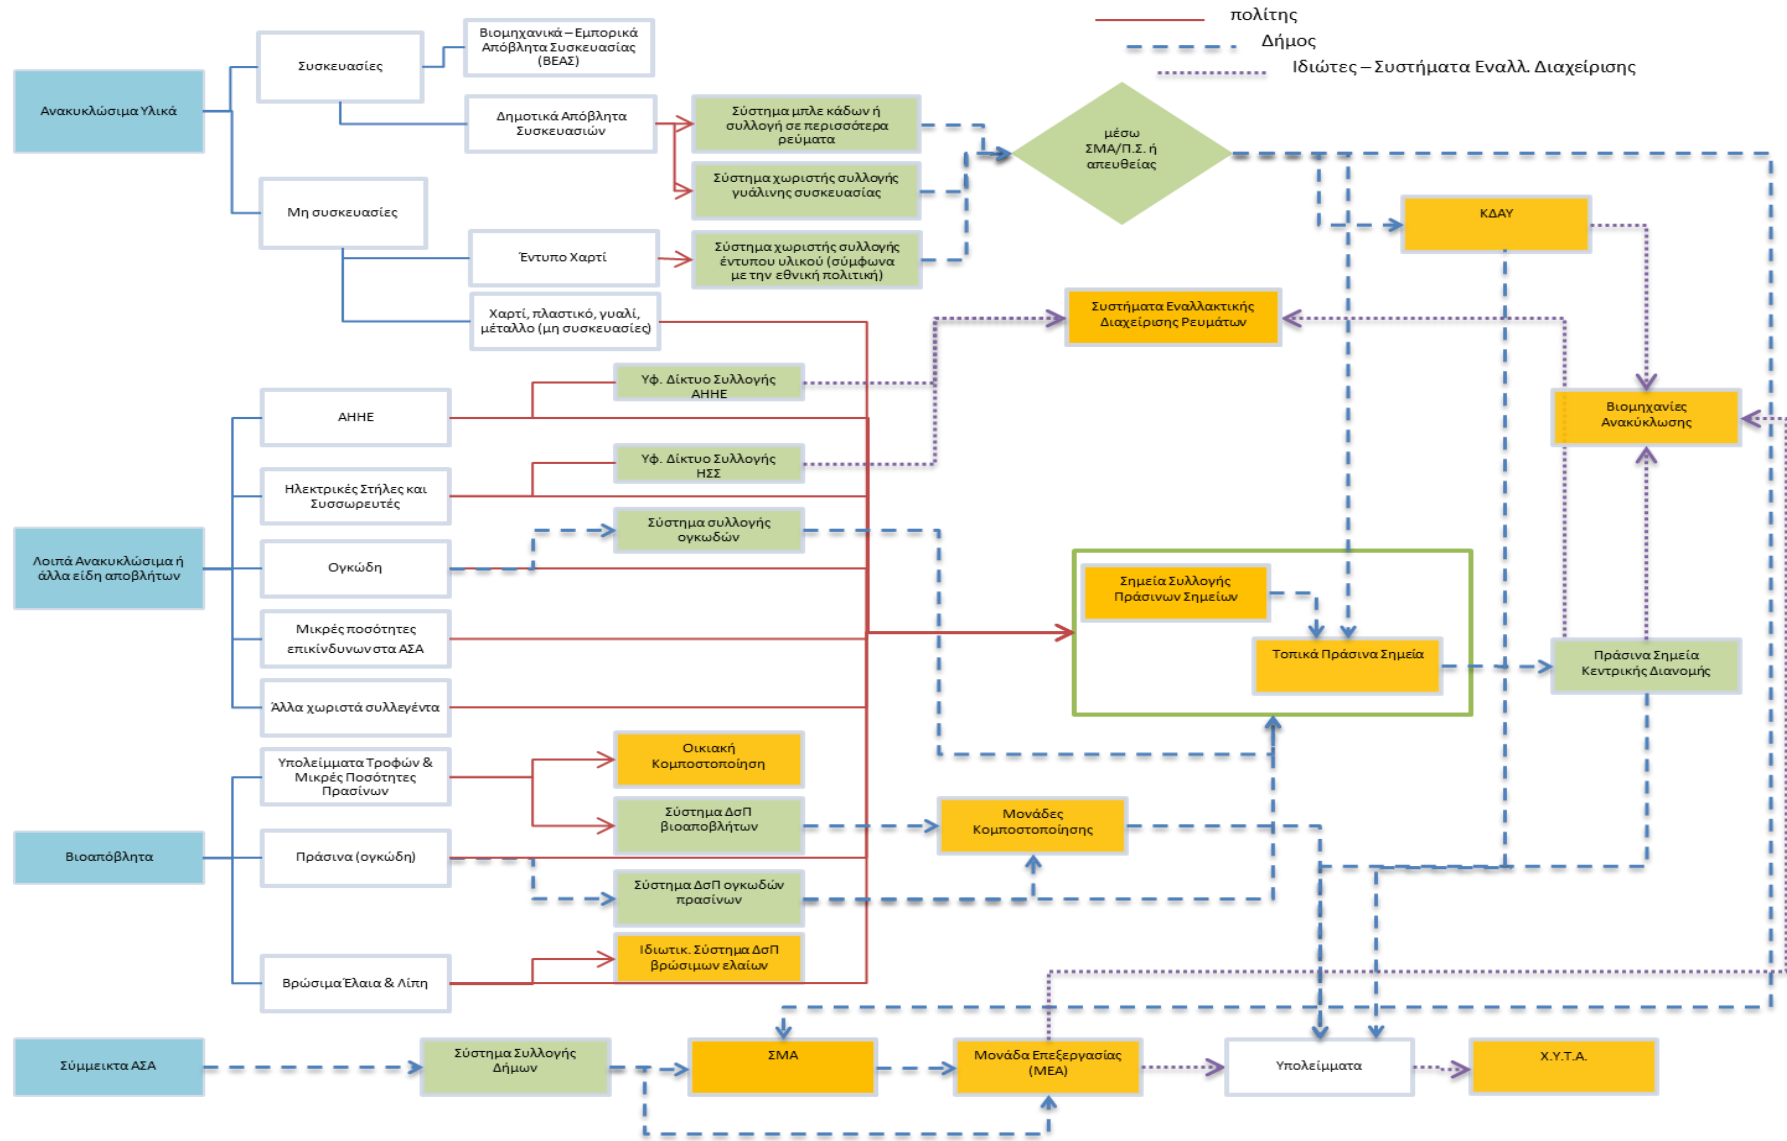 πολίτης
Δήμος
Ιδιώτες – Συστήματα Εναλλ. Διαχείρισης
Ανακυκλώσιμα Υλικά
Συσκευασίες
Βιομηχανικά – Εμπορικά
Απόβλητα Συσκευασίας
(ΒΕΑΣ)
Δημοτικά Απόβλητα
Συσκευασιών
Σύστημα μπλε κάδων ή
συλλογή σε περισσότερα
ρεύματα
Σύστημα χωριστής συλλογής
γυάλινης συσκευασίας
μέσω
ΣΜΑ/Π.Σ. ή
απευθείας
Μη συσκευασίες
Έντυπο Χαρτί
Σύστημα χωριστής συλλογής
έντυπου υλικού (σύμφωνα
με την εθνική πολιτική)
ΚΔΑΥ
Χαρτί, πλαστικό, γυαλί,
μέταλλο (μη συσκευασίες)
Συστήματα Εναλλακτικής
Διαχείρισης Ρευμάτων
Βιομηχανίες
Ανακύκλωσης
Λοιπά Ανακυκλώσιμα ή
άλλα είδη αποβλήτων
ΑΗΗΕ
Υφ. Δίκτυο Συλλογής
ΑΗΗΕ
Ηλεκτρικές Στήλες και
Συσσωρευτές
Υφ. Δίκτυο Συλλογής
ΗΣΣ
Ογκώδη
Σύστημα συλλογής
ογκωδών
Μικρές ποσότητες
επικίνδυνων στα ΑΣΑ
Άλλα χωριστά συλλεγέντα
Σημεία Συλλογής
Πράσινων Σημείων
Τοπικά Πράσινα Σημεία
Πράσινα Σημεία
Κεντρικής Διανομής
Βιοαπόβλητα
Υπολείμματα Τροφών &
Μικρές Ποσότητες
Πρασίνων
Οικιακή
Κομποστοποίηση
Σύστημα ΔσΠ
βιοαποβλήτων
Μονάδες
Κομποστοποίησης
Πράσινα (ογκώδη)
Σύστημα ΔσΠ ογκωδών
πρασίνων
Βρώσιμα Έλαια & Λίπη
Ιδιωτικ. Σύστημα ΔσΠ
βρώσιμων ελαίων
Σύμμεικτα ΑΣΑ
Σύστημα Συλλογής
Δήμων
ΣΜΑ
Μονάδα Επεξεργασίας
(ΜΕΑ)
Υπολείμματα
Χ.Υ.Τ.Α.